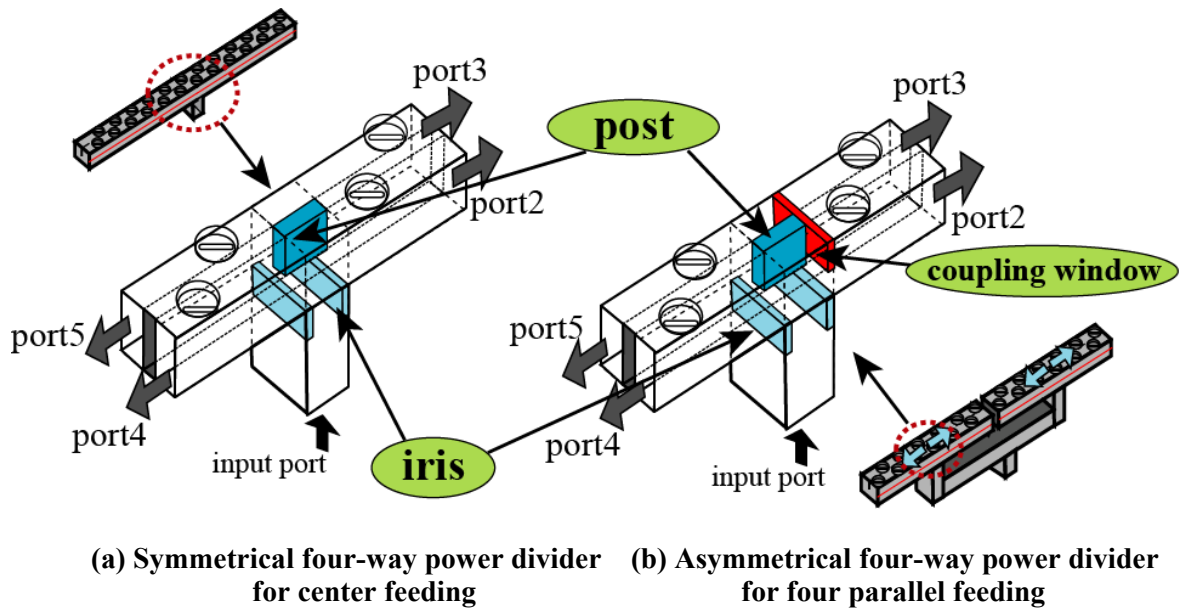 port3
post
port3
port2
port2
coupling window
port5
port5
port4
port4
input port
iris
input port
(a) Symmetrical four-way power divider
for center feeding
(b) Asymmetrical four-way power divider
for four parallel feeding